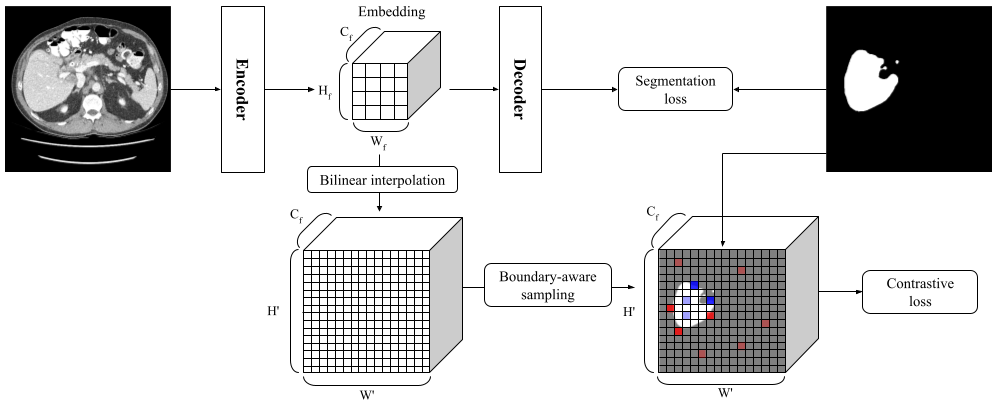 Embedding
C_f
H_f
W_f
Encoder
Decoder
Segmentation
loss
Bilinear interpolation
C_f
H'
W'
Boundary-aware
sampling
C_f
H'
W'
Contrastive
loss